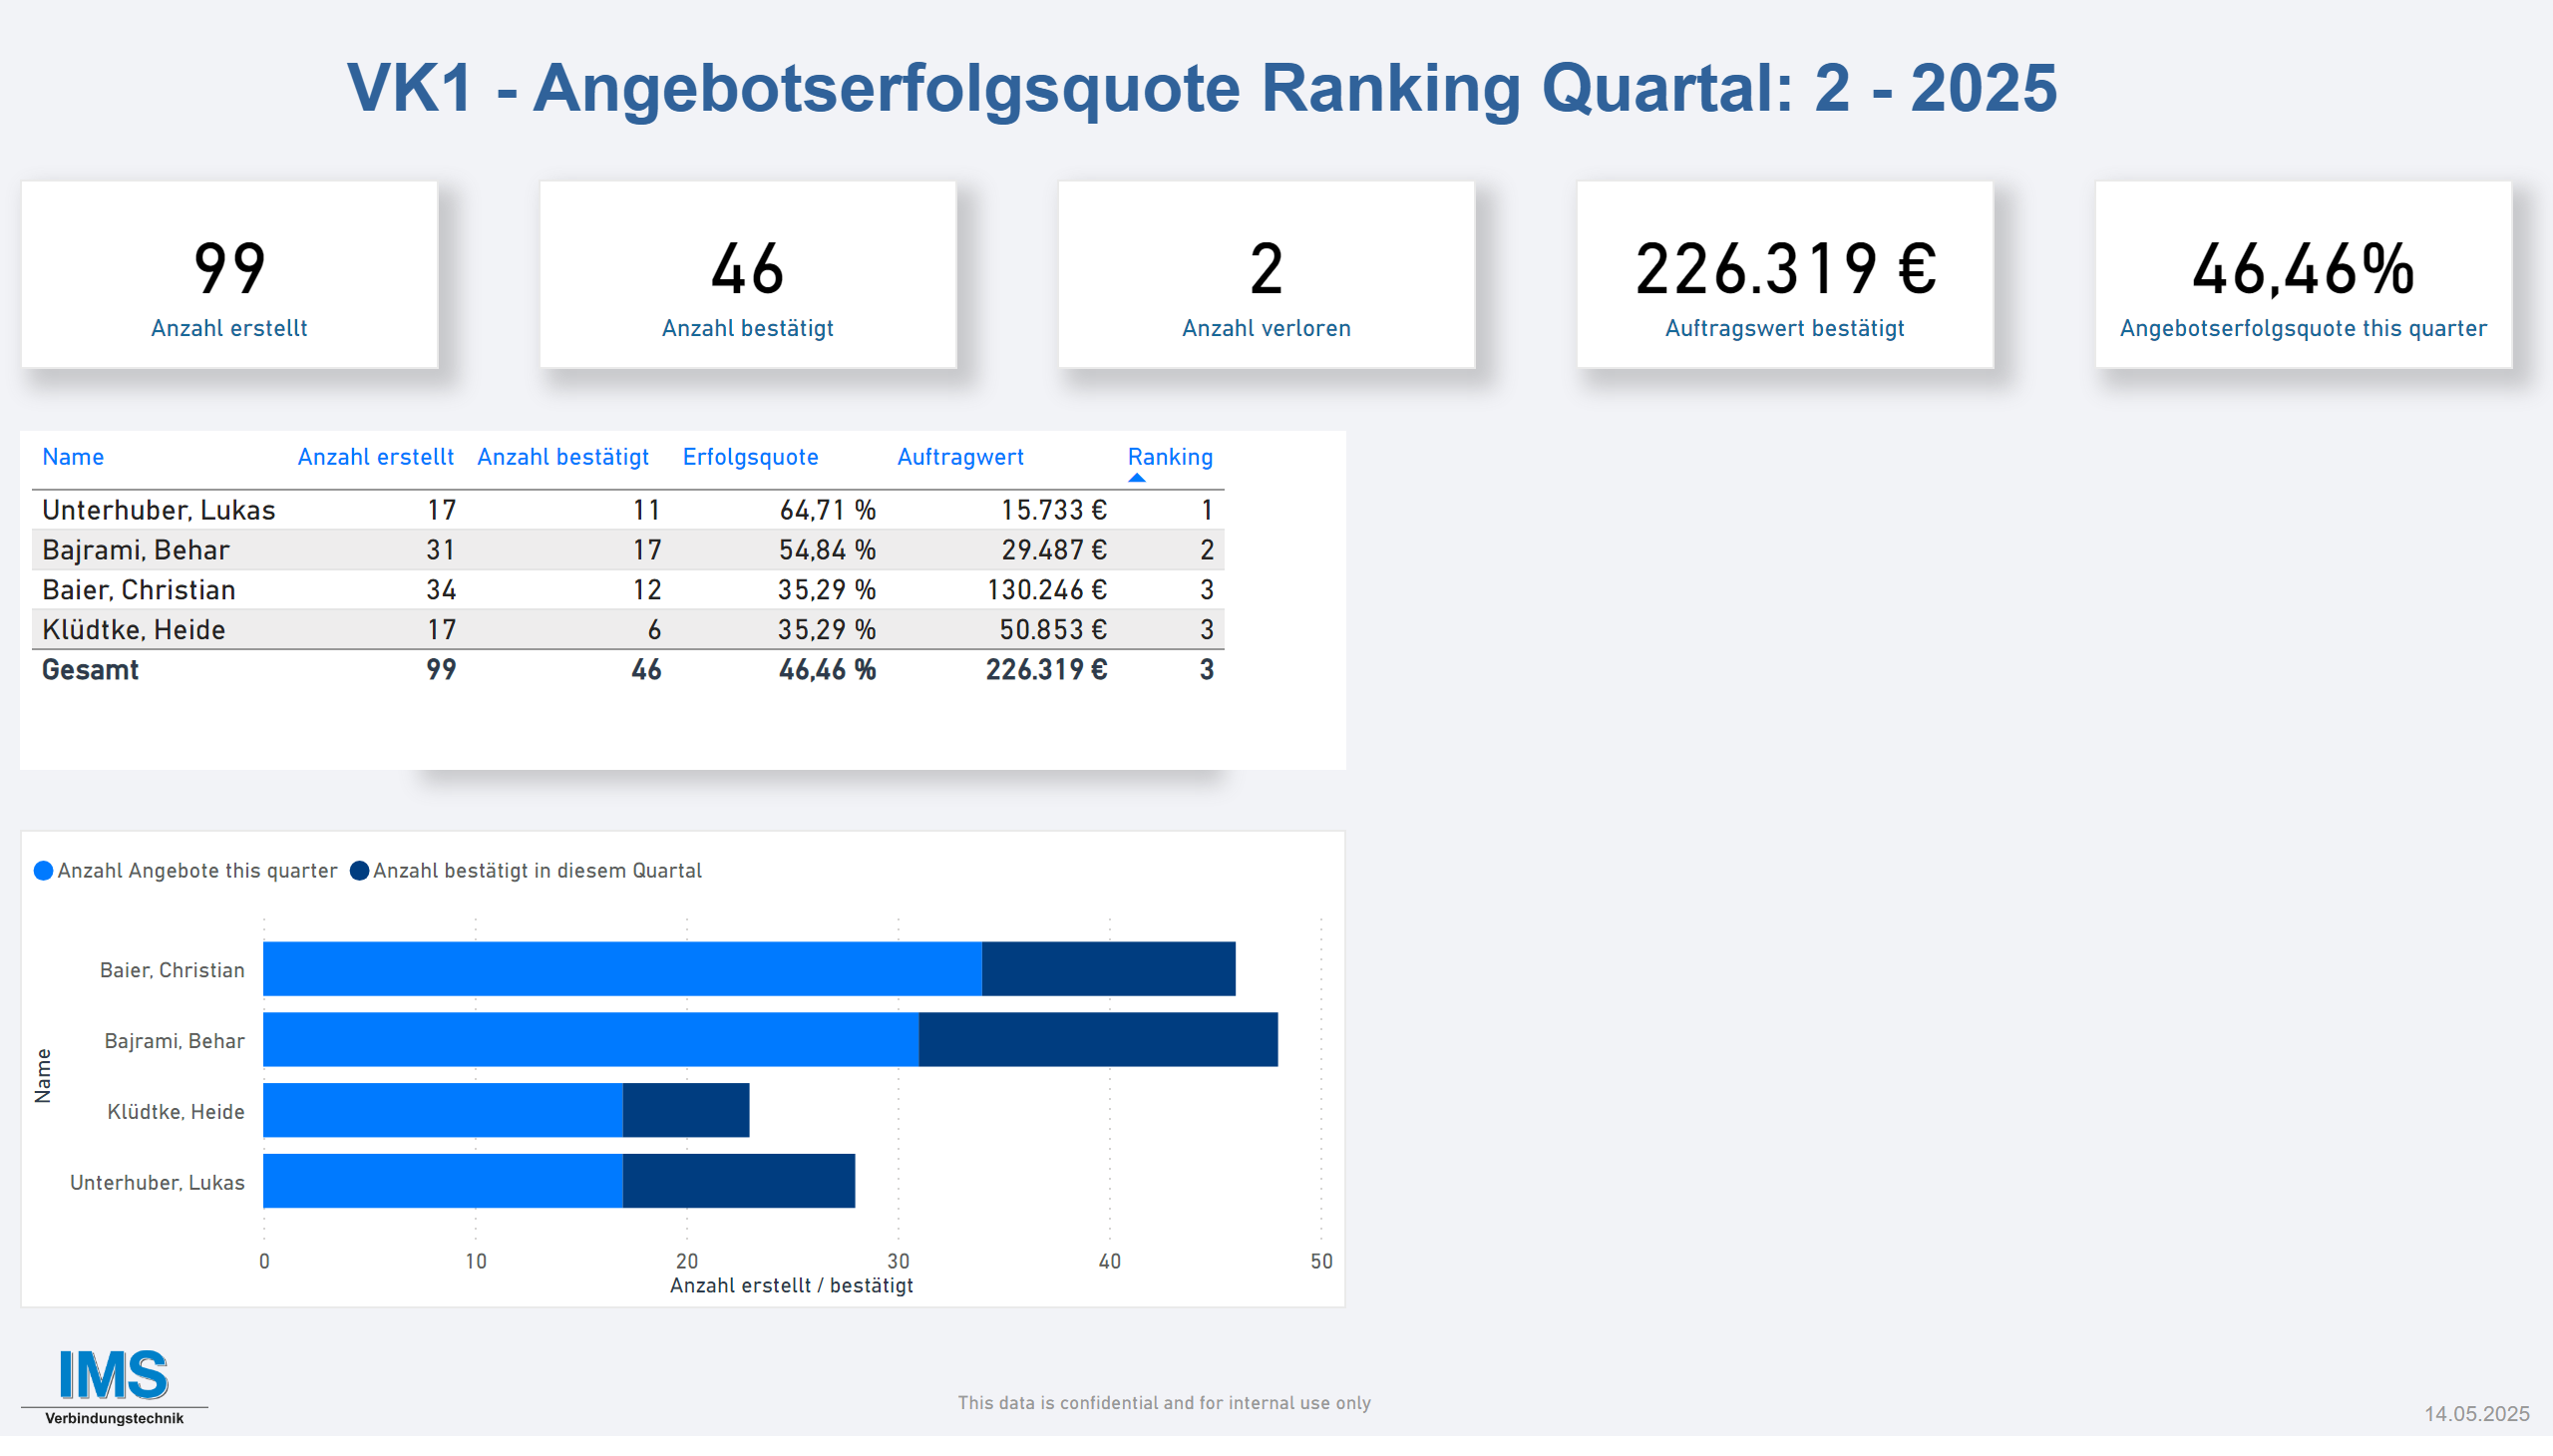 VK1 - Angebotserfolgsquote Ranking Quartal: 2 - 2025
99
Anzahl erstellt
46
Anzahl bestätigt
2
Anzahl verloren
226.319 €
Auftragswert bestätigt
46,46%
Angebotserfolgsquote this quarter
Name Anzahl erstellt Anzahl bestätigt Erfolgsquote Auftragwert Ranking
Unterhuber, Lukas 17 11 64,71 % 15.733 € 1
Bajrami, Behar 31 17 54,84 % 29.487 € 2
Baier, Christian 34 12 35,29 % 130.246 € 3
Klüdtke, Heide 17 6 35,29 % 50.853 € 3
Gesamt 99 46 46,46 % 226.319 € 3
Anzahl Angebote this quarter Anzahl bestätigt in diesem Quartal
Name
Baier, Christian
Bajrami, Behar
Klüdtke, Heide
Unterhuber, Lukas
0 10 20 30 40 50
Anzahl erstellt / bestätigt
IMS
Verbindungstechnik
This data is confidential and for internal use only
14.05.2025